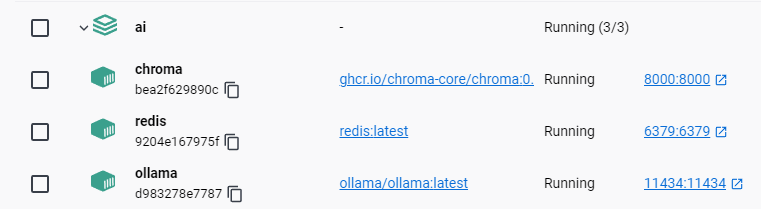 ai - Running (3/3)
chroma
bea2f629890c ghcr.io/chroma-core/chroma:0. Running 8000:8000
redis
9204e167975f redis:latest Running 6379:6379
ollama
d983278e7787 ollama/ollama:latest Running 11434:11434